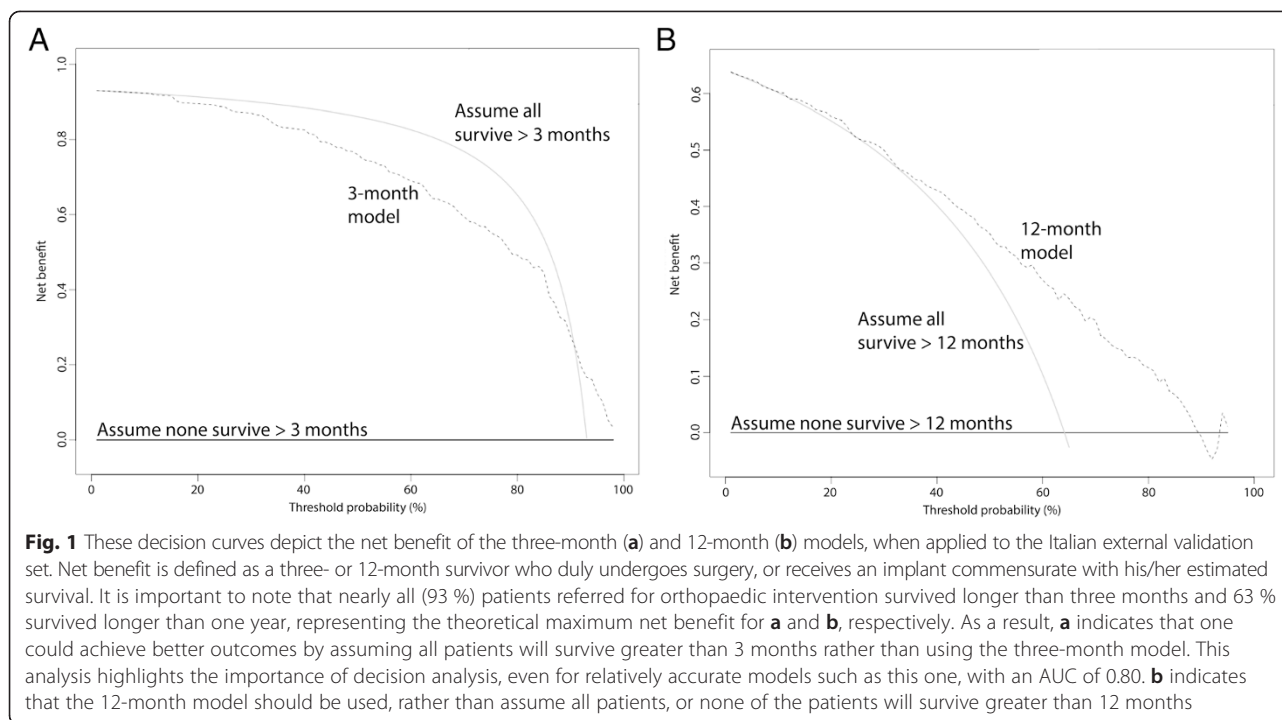 A
B
1.0
0.8
0.6
0.4
0.2
0.0
Net benefit
Assume all
survive > 3 months
3-month
model
Assume none survive > 3 months
0
20
40
60
80
100
Threshold probability (%)
0.6
0.5
0.4
0.3
0.2
0.1
0.0
Net benefit
12-month
model
Assume all
survive > 12 months
Assume none survive > 12 months
0
20
40
60
80
100
Threshold probability (%)
Fig. 1 These decision curves depict the net benefit of the three-month (a) and 12-month (b) models, when applied to the Italian external validation
set. Net benefit is defined as a three- or 12-month survivor who duly undergoes surgery, or receives an implant commensurate with his/her estimated
survival. It is important to note that nearly all (93 %) patients referred for orthopaedic intervention survived longer than three months and 63 %
survived longer than one year, representing the theoretical maximum net benefit for a and b, respectively. As a result, a indicates that one
could achieve better outcomes by assuming all patients will survive greater than 3 months rather than using the three-month model. This
analysis highlights the importance of decision analysis, even for relatively accurate models such as this one, with an AUC of 0.80. b indicates
that the 12-month model should be used, rather than assume all patients, or none of the patients will survive greater than 12 months